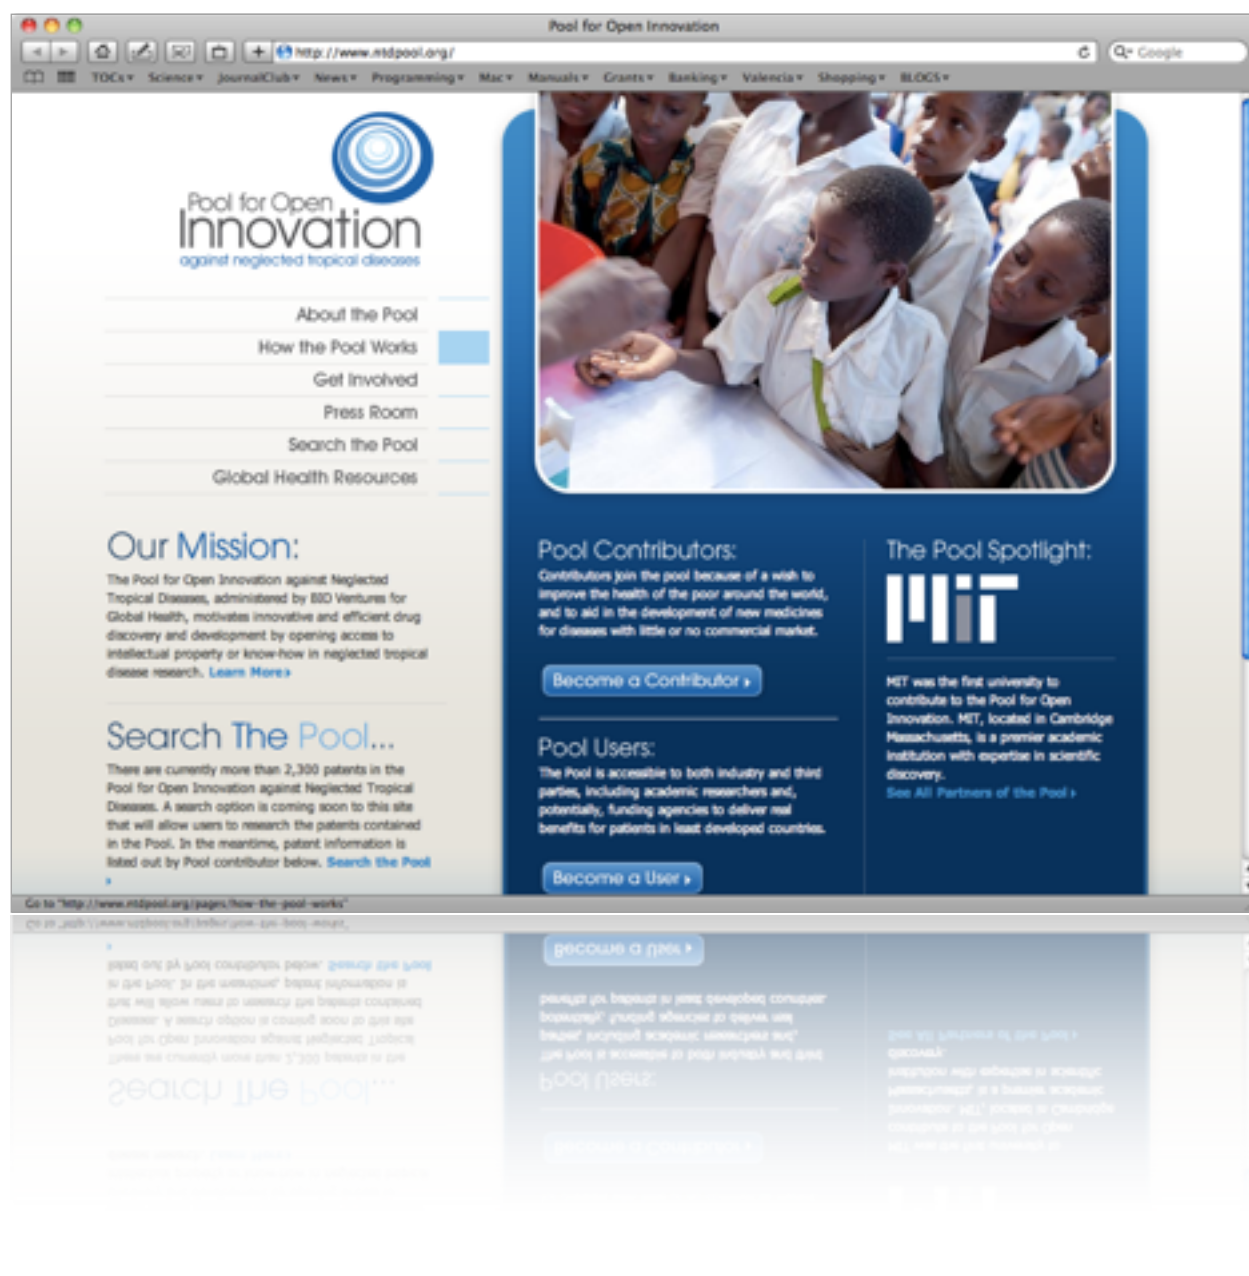 Pool for Open Innovation
http://www.ntdpool.org/
Google
TOCs Science JournalClub News Programming Mac Manuals Grants Banking Valencia Shopping BLOGS
Pool for Open
Innovation
against neglected tropical diseases
About the Pool
How the Pool Works
Get Involved
Press Room
Search the Pool
Global Health Resources
Our Mission:
The Pool for Open Innovation against Neglected
Tropical Diseases, administered by BIO Ventures for
Global Health, motivates innovative and efficient drug
discovery and development by opening access to
intellectual property or know-how in neglected tropical
disease research. Learn More
Search The Pool...
There are currently more than 2,300 patents in the
Pool for Open Innovation against Neglected Tropical
Diseases. A search option is coming soon to this site
that will allow users to research the patents contained
in the Pool. In the meantime, patent information is
listed out by Pool contributor below. Search the Pool
Pool Contributors:
Contributors join the pool because of a wish to
improve the health of the poor around the world,
and to aid in the development of new medicines
for diseases with little or no commercial market.
Become a Contributor
Pool Users:
The Pool is accessible to both industry and third
parties, including academic researchers and,
potentially, funding agencies to deliver real
benefits for patients in least developed countries.
Become a User
The Pool Spotlight:
MIT
MIT was the first university to
contribute to the Pool for Open
Innovation. MIT, located in Cambridge
Massachusetts, is a premier academic
institution with expertise in scientific
discovery.
See All Partners of the Pool
Go to "http://www.ntdpool.org/pages/how-the-pool-works"